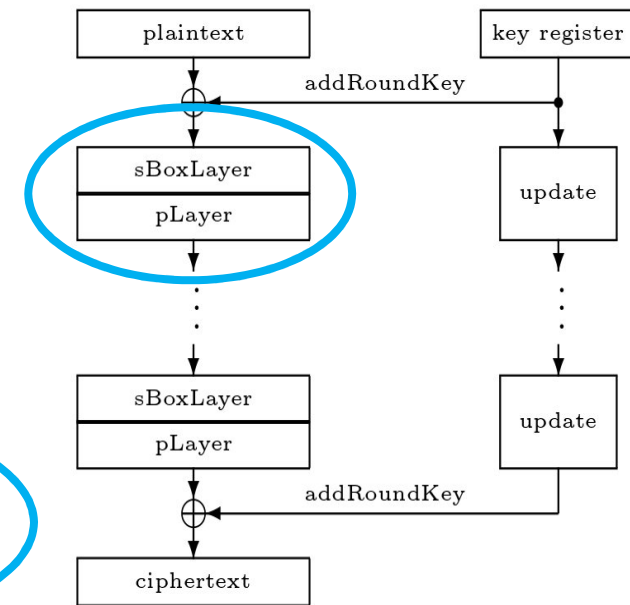 plaintext
key register
addRoundKey
sBoxLayer
pLayer
update
sBoxLayer
pLayer
update
addRoundKey
ciphertext